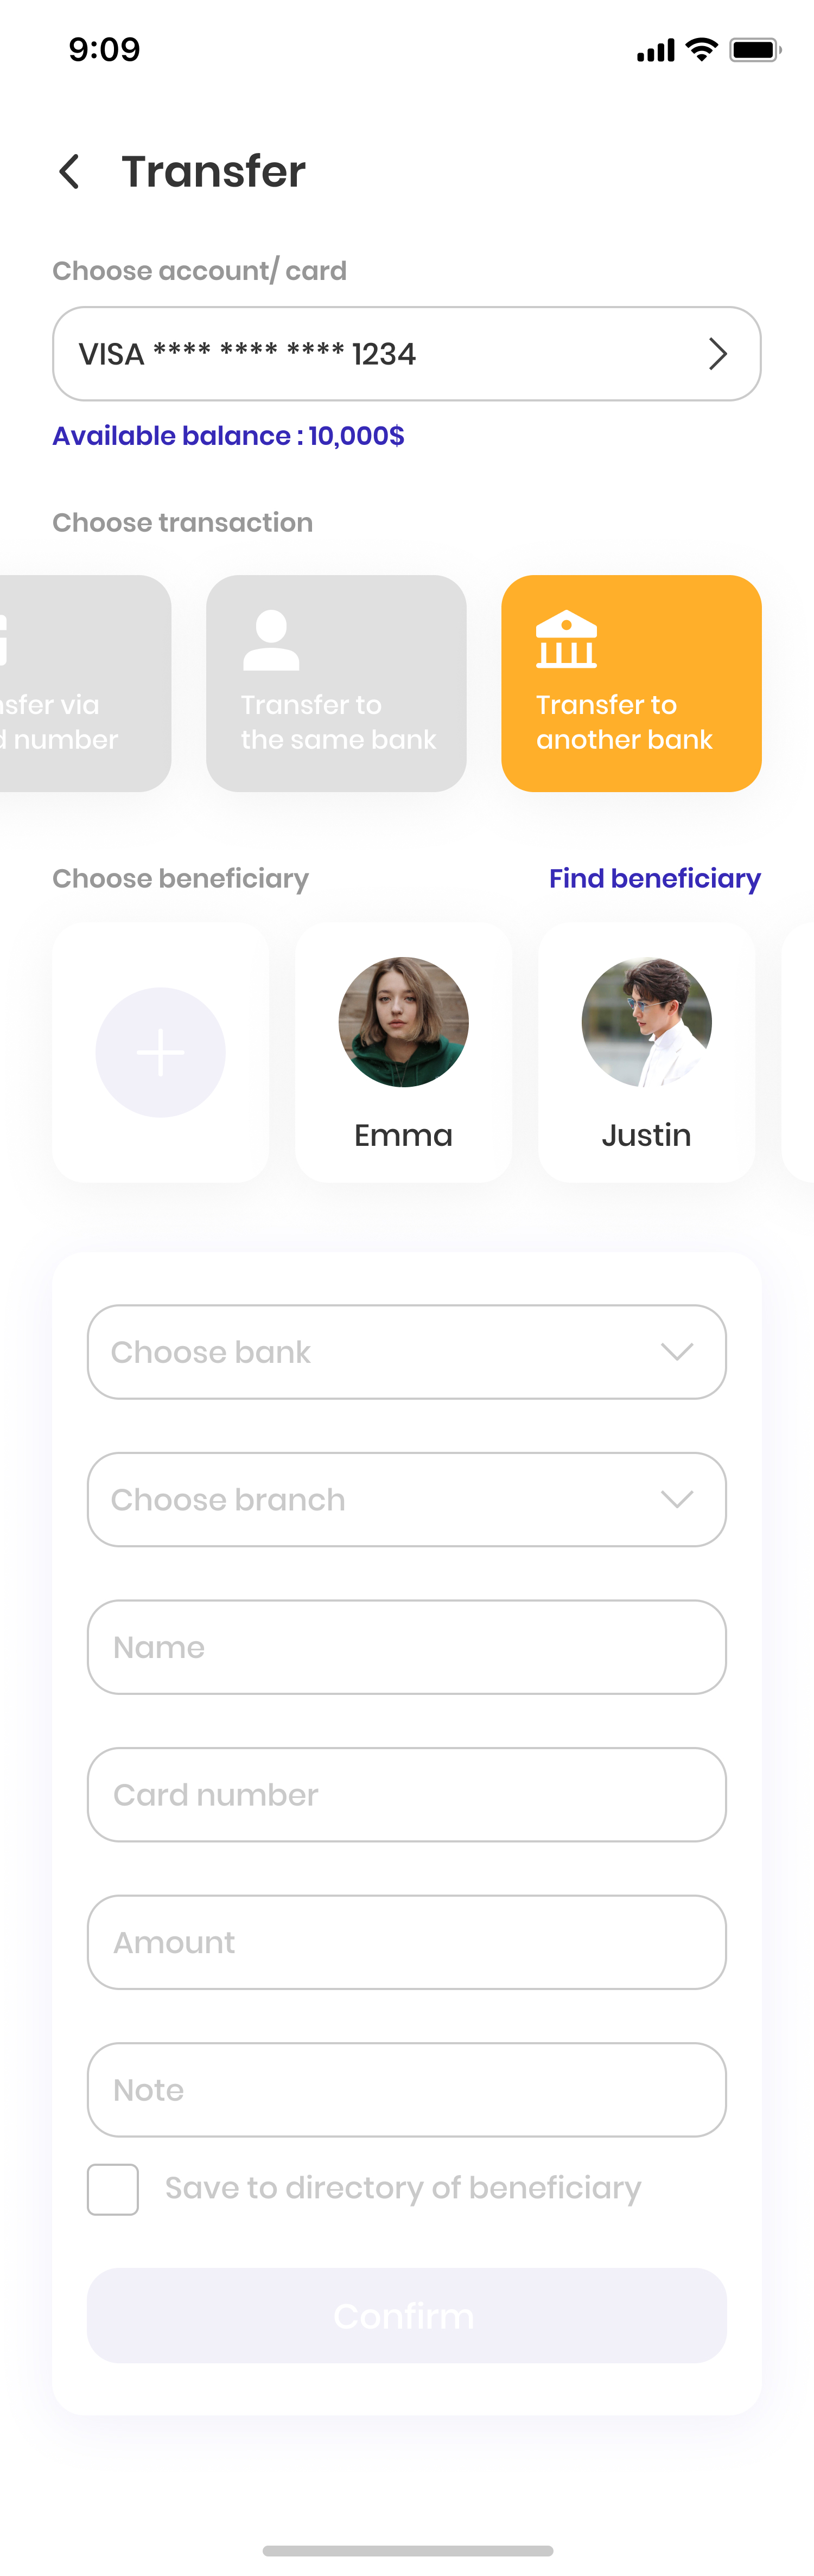 9:09
Transfer
Choose account/ card
VISA **** **** **** 1234
Available balance : 10,000$
Choose transaction
nsfer via
d number
Transfer to
the same bank
Transfer to
another bank
Choose beneficiary
Find beneficiary
Emma
Justin
Choose bank
Choose branch
Name
Card number
Amount
Note
Save to directory of beneficiary
Confirm